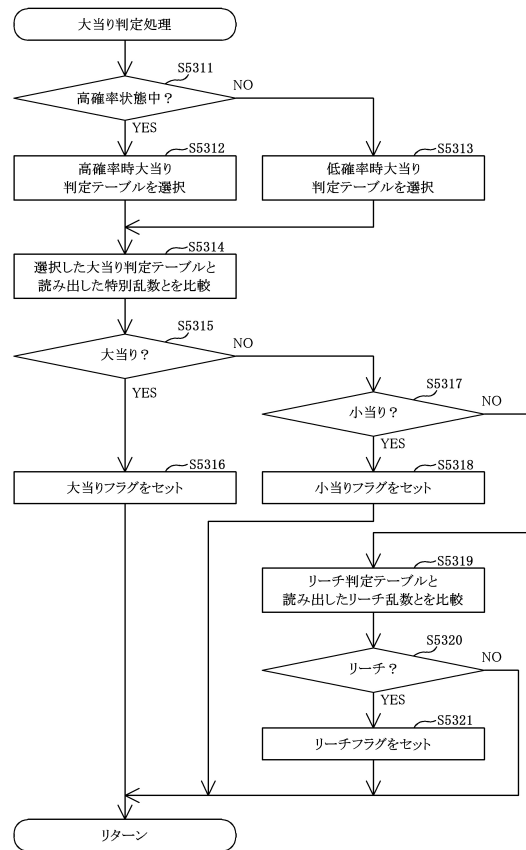 大当り判定処理
S5311
高確率状態中？
NO
YES
S5312
高確率時大当り
判定テーブルを選択
S5313
低確率時大当り
判定テーブルを選択
S5314
選択した大当り判定テーブルと
読み出した特別乱数とを比較
S5315
大当り？
NO
YES
S5317
小当り？
NO
YES
S5316
大当りフラグをセット
S5318
小当りフラグをセット
S5319
リーチ判定テーブルと
読み出したリーチ乱数とを比較
S5320
リーチ？
NO
YES
S5321
リーチフラグをセット
リターン